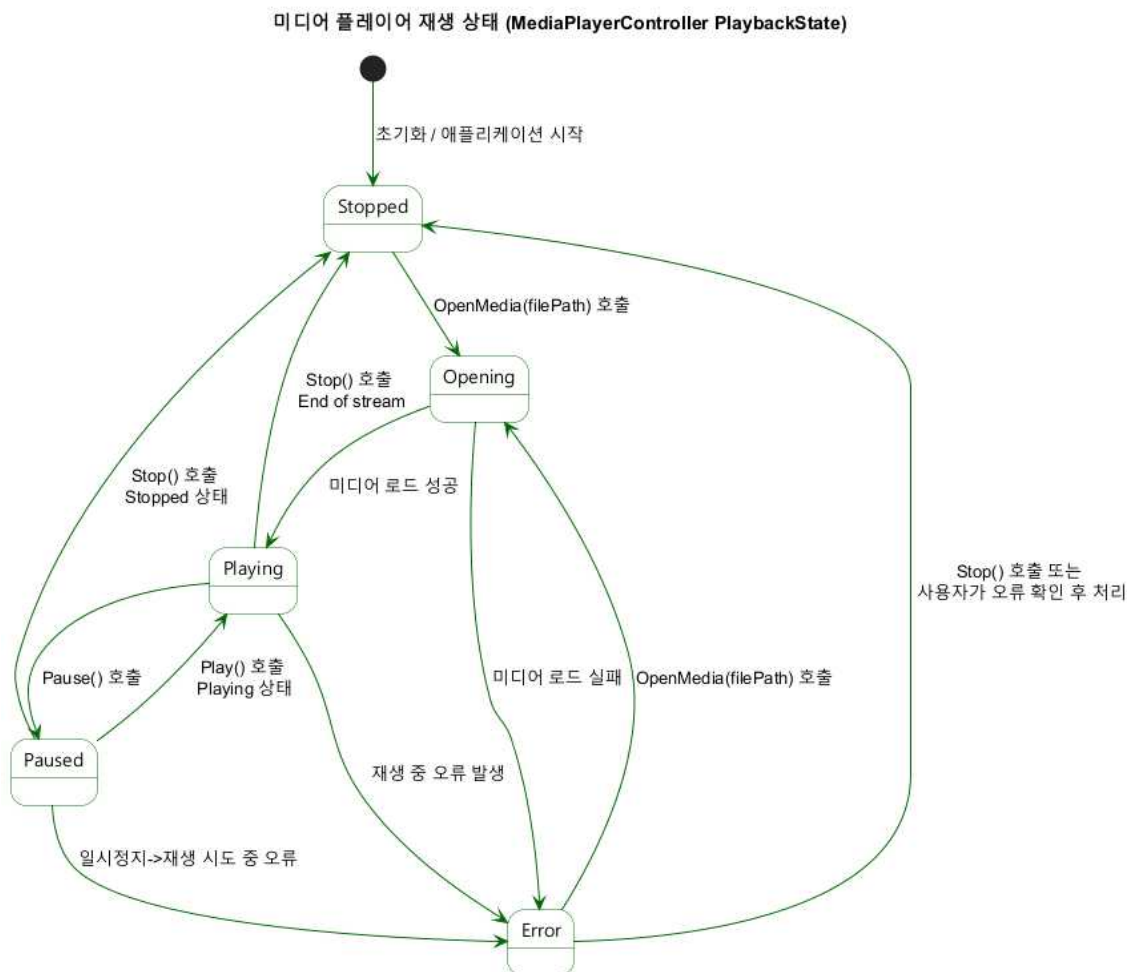 미디어 플레이어 재생 상태 (MediaPlayerController PlaybackState)
초기화 / 애플리케이션 시작
Stopped
OpenMedia(filePath) 호출
Opening
Stop() 호출
End of stream
Stop() 호출
Stopped 상태
미디어 로드 성공
Playing
Stop() 호출 또는
사용자가 오류 확인 후 처리
Pause() 호출
Play() 호출
Playing 상태
미디어 로드 실패
OpenMedia(filePath) 호출
Paused
재생 중 오류 발생
일시정지->재생 시도 중 오류
Error